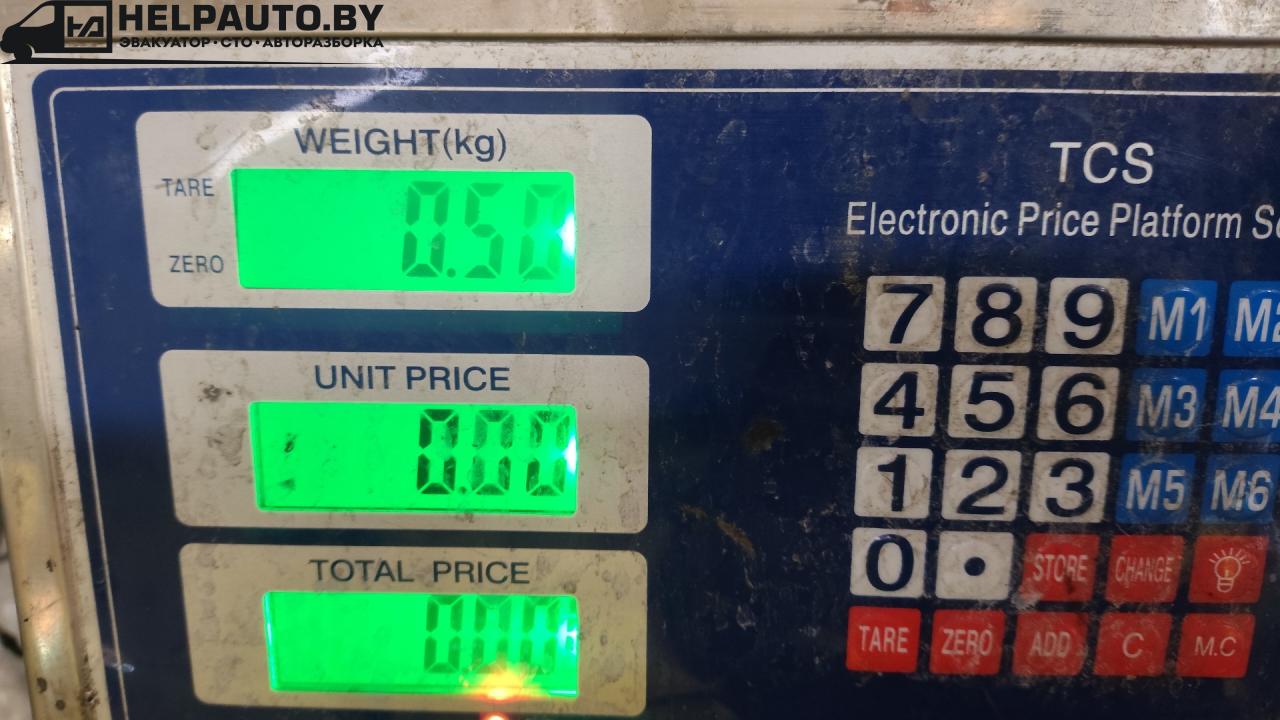 HELPAUTO.BY
ЭВАКУАТОР • СТО • АВТОРАЗБОРКА
WEIGHT(kg)
TARE
0.50
ZERO
UNIT PRICE
0.00
TOTAL PRICE
0.00
TCS
Electronic Price Platform
7 8 9 M1
4 5 6 M3 M4
1 2 3 M5 M6
0 • STORE CHANGE
TARE ZERO ADD C M.C